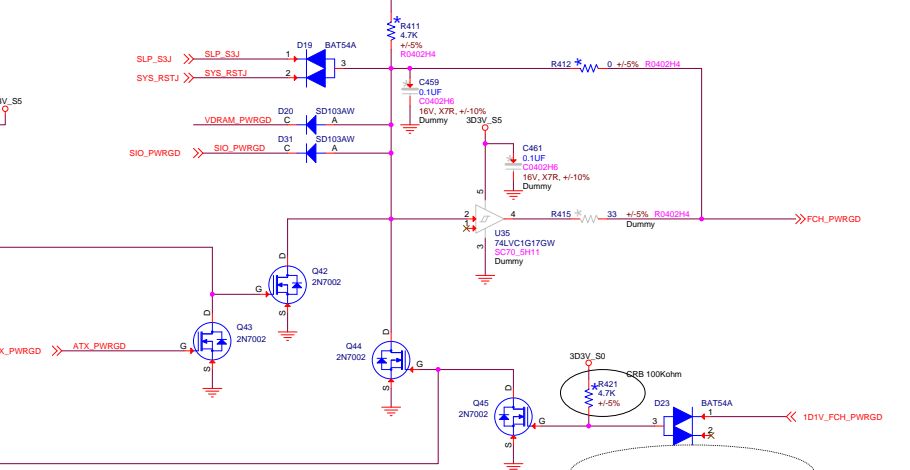 R411
4.7K
+/-5%
R0402H4
D19
BAT54A
SLP_S3J
SLP_S3J
1
3
SYS_RSTJ
SYS_RSTJ
2
R412
0
+/-5%
R0402H4
C459
0.1UF
C0402H6
16V, X7R, +/-10%
Dummy
V_S5
D20
SD103AW
VDRAM_PWRGD
C
A
3D3V_S5
D31
SD103AW
SIO_PWRGD
SIO_PWRGD
C
A
C461
0.1UF
C0402H6
16V, X7R, +/-10%
Dummy
5
2
1
4
R415
33
+/-5%
R0402H4
Dummy
FCH_PWRGD
U35
74LVC1G17GW
SC70_5H11
Dummy
3
D
Q42
2N7002
G
S
D
Q43
2N7002
X_PWRGD
ATX_PWRGD
G
S
D
Q44
2N7002
G
S
3D3V_S0
CRB 100Kohm
R421
4.7K
+/-5%
D
Q45
2N7002
G
S
D23
BAT54A
3
1
2
1D1V_FCH_PWRGD